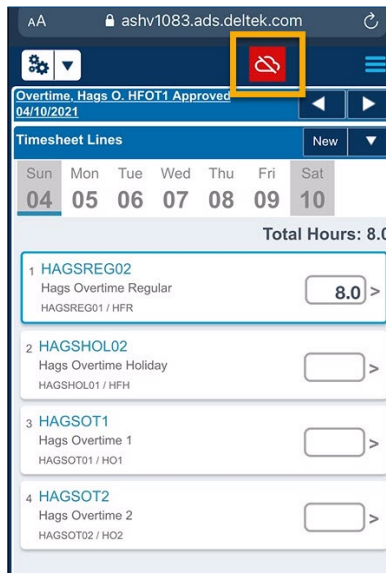 AA ashv1083.ads.deltek.com
Overtime, Hags O. HFOT1 Approved
04/10/2021
Timesheet Lines New
Sun Mon Tue Wed Thu Fri Sat
04 05 06 07 08 09 10
Total Hours: 8.0
1 HAGSREG02
Hags Overtime Regular 8.0 >
HAGSREG01 / HFR
2 HAGSHOL02
Hags Overtime Holiday >
HAGSHOL01 / HFH
3 HAGSOT1
Hags Overtime 1 >
HAGSOT01 / HO1
4 HAGSOT2
Hags Overtime 2 >
HAGSOT02 / HO2